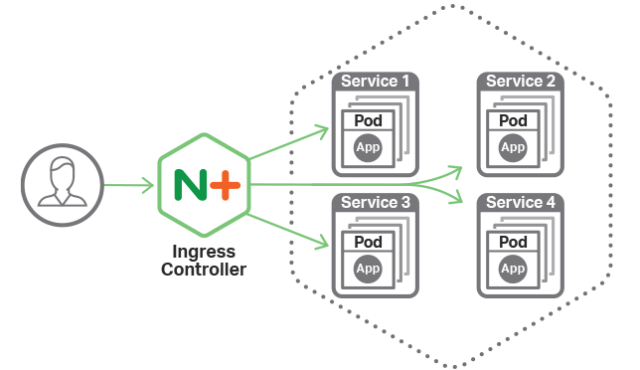 Service 1
Pod
App
Service 2
Pod
App
N+
Ingress
Controller
Service 3
Pod
App
Service 4
Pod
App